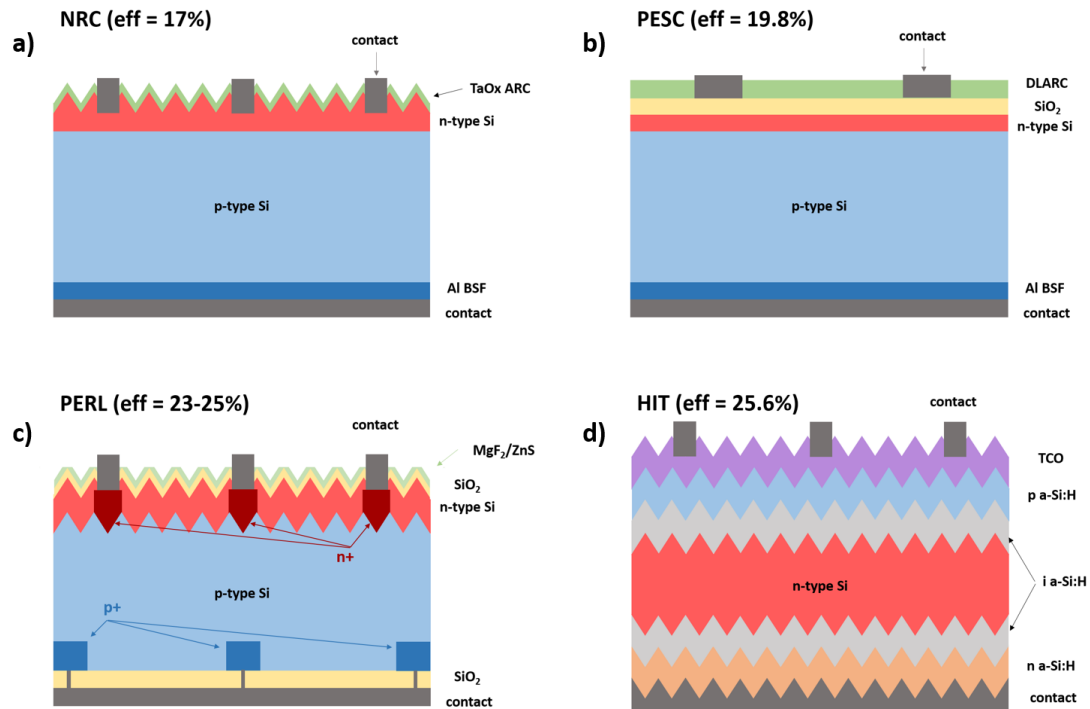 NRC (eff = 17%)
a)
contact
TaOx ARC
n-type Si
p-type Si
Al BSF
contact
PESC (eff = 19.8%)
b)
contact
DLARC
SiO₂
n-type Si
p-type Si
Al BSF
contact
PERL (eff = 23-25%)
c)
contact
MgF₂/ZnS
SiO₂
n-type Si
n+
p-type Si
p+
SiO₂
contact
HIT (eff = 25.6%)
d)
contact
TCO
p a-Si:H
n-type Si
i a-Si:H
n a-Si:H
contact